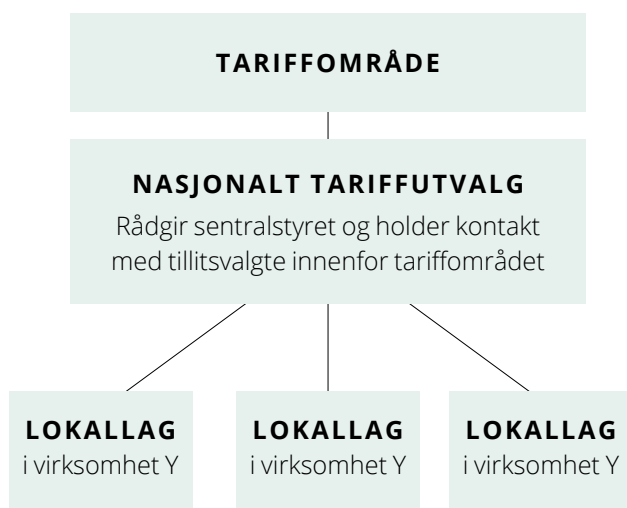 TARIFFOMRÅDE
NASJONALT TARIFFUTVALG
Rådgir sentralstyret og holder kontakt
med tillitsvalgte innenfor tariffområdet
LOKALLAG
i virksomhet Y
LOKALLAG
i virksomhet Y
LOKALLAG
i virksomhet Y